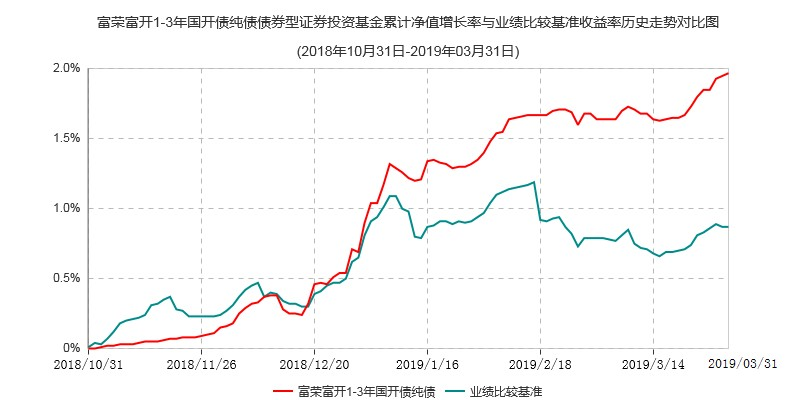 富荣富开1-3年国开债纯债债券型证券投资基金累计净值增长率与业绩比较基准收益率历史走势对比图
(2018年10月31日-2019年03月31日)
2.0%
1.5%
1.0%
0.5%
0%
2018/10/31 2018/11/26 2018/12/20 2019/1/16 2019/2/18 2019/3/14 2019/03/31
富荣富开1-3年国开债纯债 业绩比较基准